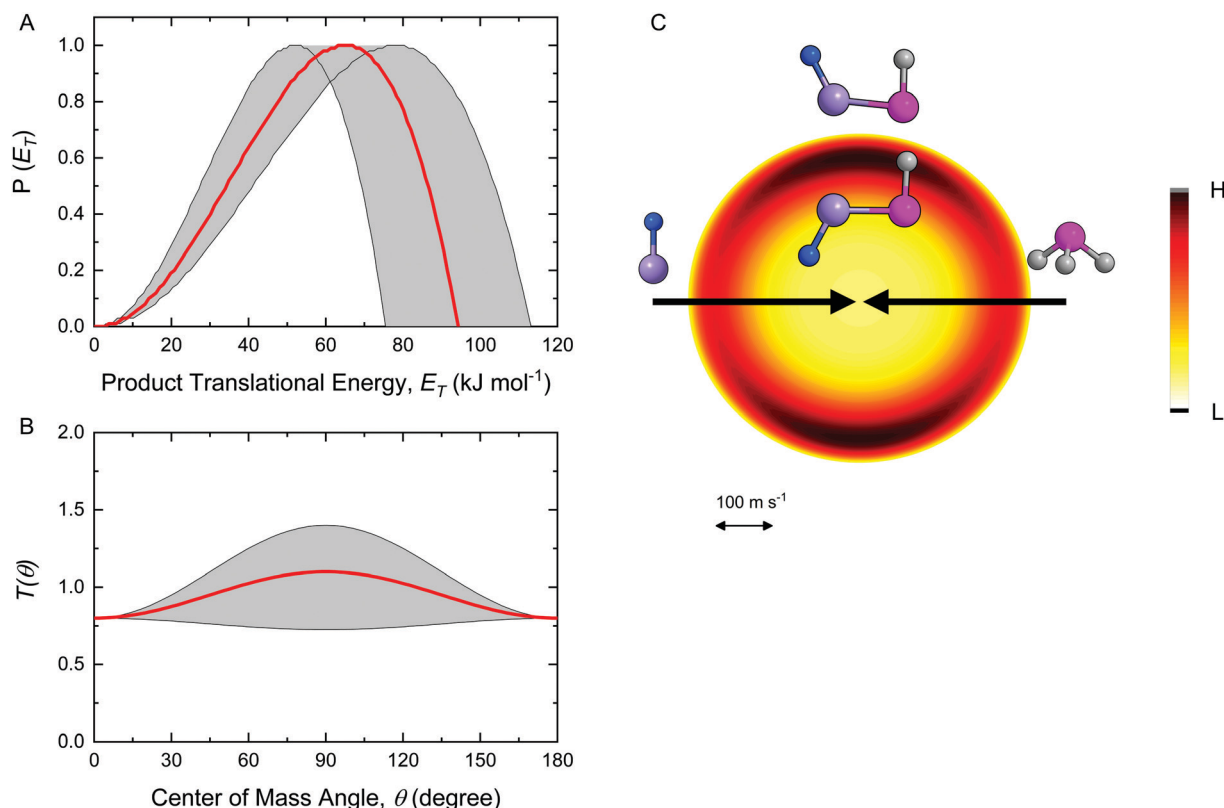 A
1.0
0.8
0.6
0.4
0.2
0.0
P (E_T)
0 20 40 60 80 100 120
Product Translational Energy, E_T (kJ mol⁻¹)
B
2.0
1.5
1.0
0.5
0.0
T(θ)
0 30 60 90 120 150 180
Center of Mass Angle, θ (degree)
C
H
L
100 m s⁻¹